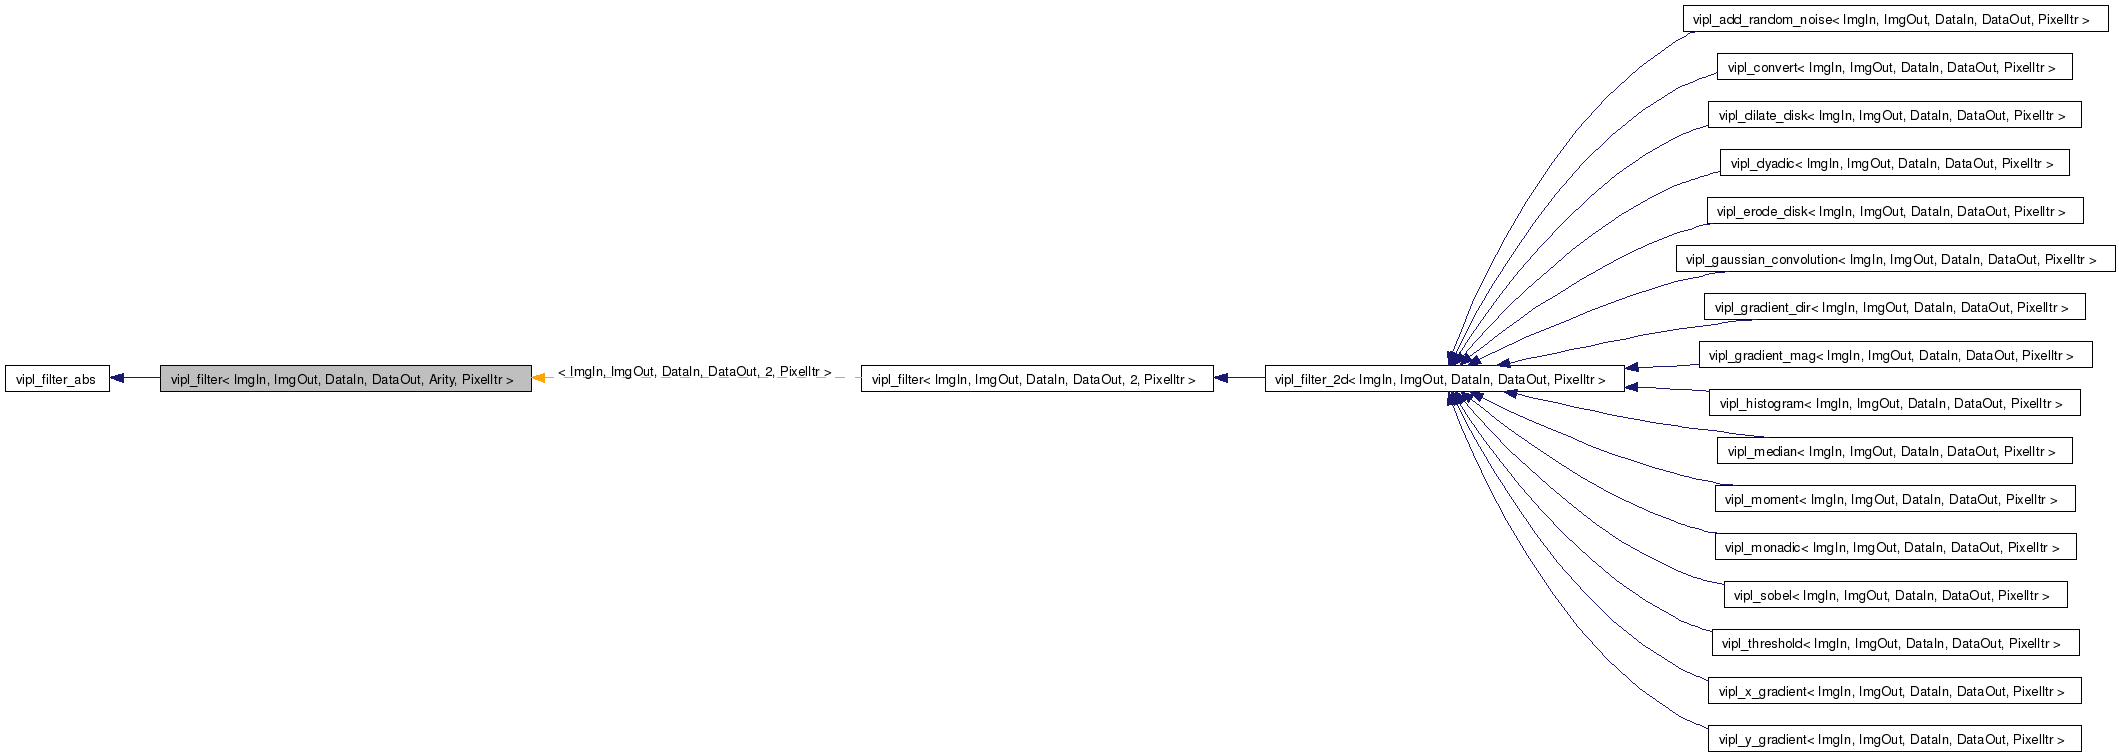 vipl_add_random_noise< ImgIn, ImgOut, DataIn, DataOut, PixelItr >
vipl_convert< ImgIn, ImgOut, DataIn, DataOut, PixelItr >
vipl_dilate_disk< ImgIn, ImgOut, DataIn, DataOut, PixelItr >
vipl_dyadic< ImgIn, ImgOut, DataIn, DataOut, PixelItr >
vipl_erode_disk< ImgIn, ImgOut, DataIn, DataOut, PixelItr >
vipl_gaussian_convolution< ImgIn, ImgOut, DataIn, DataOut, PixelItr >
vipl_gradient_dir< ImgIn, ImgOut, DataIn, DataOut, PixelItr >
vipl_gradient_mag< ImgIn, ImgOut, DataIn, DataOut, PixelItr >
vipl_filter_abs
vipl_filter< ImgIn, ImgOut, DataIn, DataOut, Arity, PixelItr >
< ImgIn, ImgOut, DataIn, DataOut, 2, PixelItr >
vipl_filter< ImgIn, ImgOut, DataIn, DataOut, 2, PixelItr >
vipl_filter_2d< ImgIn, ImgOut, DataIn, DataOut, PixelItr >
vipl_histogram< ImgIn, ImgOut, DataIn, DataOut, PixelItr >
vipl_median< ImgIn, ImgOut, DataIn, DataOut, PixelItr >
vipl_moment< ImgIn, ImgOut, DataIn, DataOut, PixelItr >
vipl_monadic< ImgIn, ImgOut, DataIn, DataOut, PixelItr >
vipl_sobel< ImgIn, ImgOut, DataIn, DataOut, PixelItr >
vipl_threshold< ImgIn, ImgOut, DataIn, DataOut, PixelItr >
vipl_x_gradient< ImgIn, ImgOut, DataIn, DataOut, PixelItr >
vipl_y_gradient< ImgIn, ImgOut, DataIn, DataOut, PixelItr >